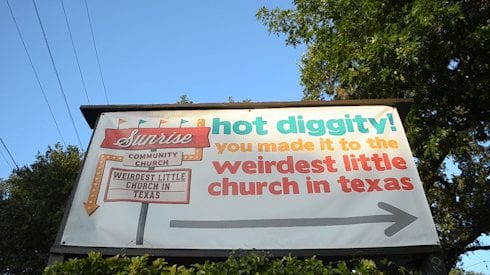 Sunrise
COMMUNITY
CHURCH
WEIRDEST LITTLE
CHURCH IN
TEXAS
hot diggity!
you made it to the
weirdest little
church in texas